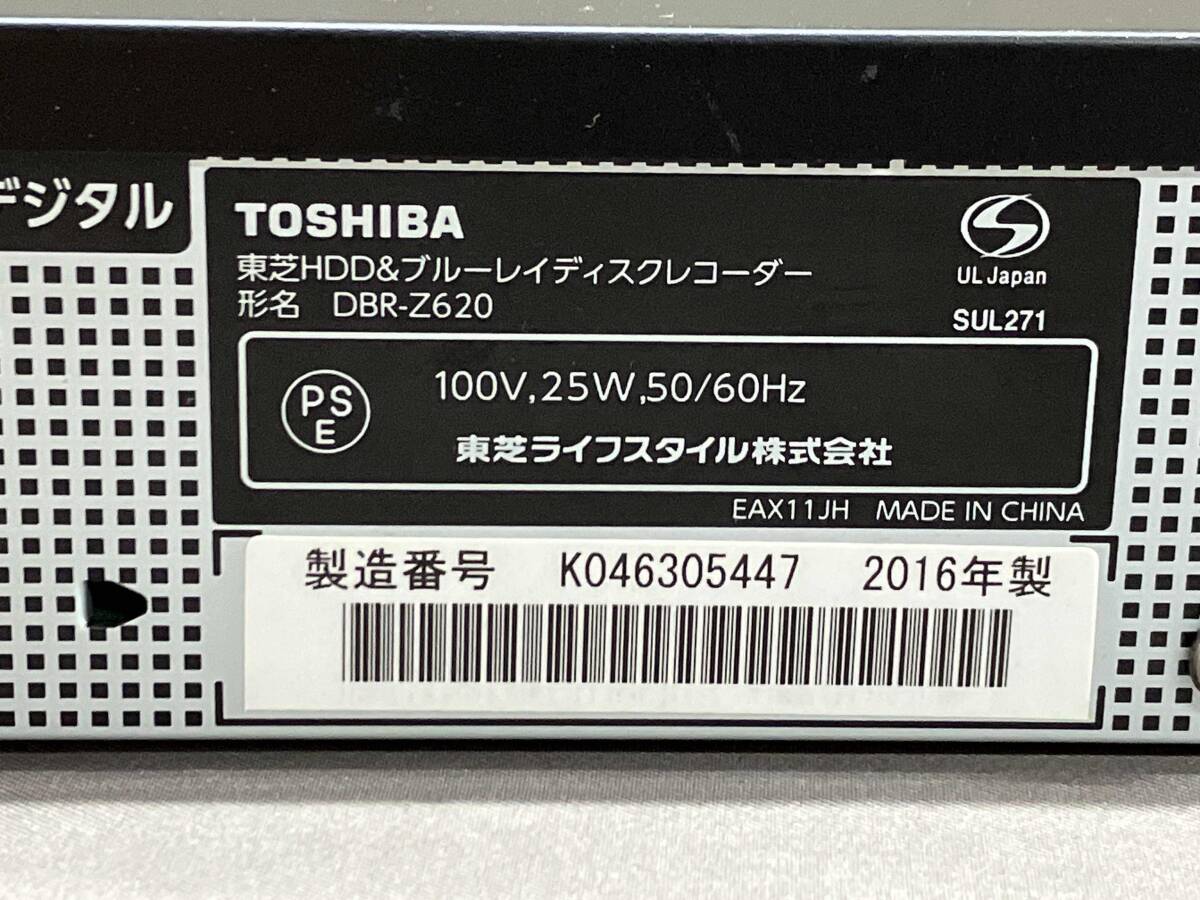 デジタル
TOSHIBA
東芝HDD&ブルーレイディスクレコーダー
形名 DBR-Z620
UL Japan
SUL271
PS
E
100V,25W,50/60Hz
東芝ライフスタイル株式会社
EAX11JH MADE IN CHINA
製造番号 K046305447 2016年製